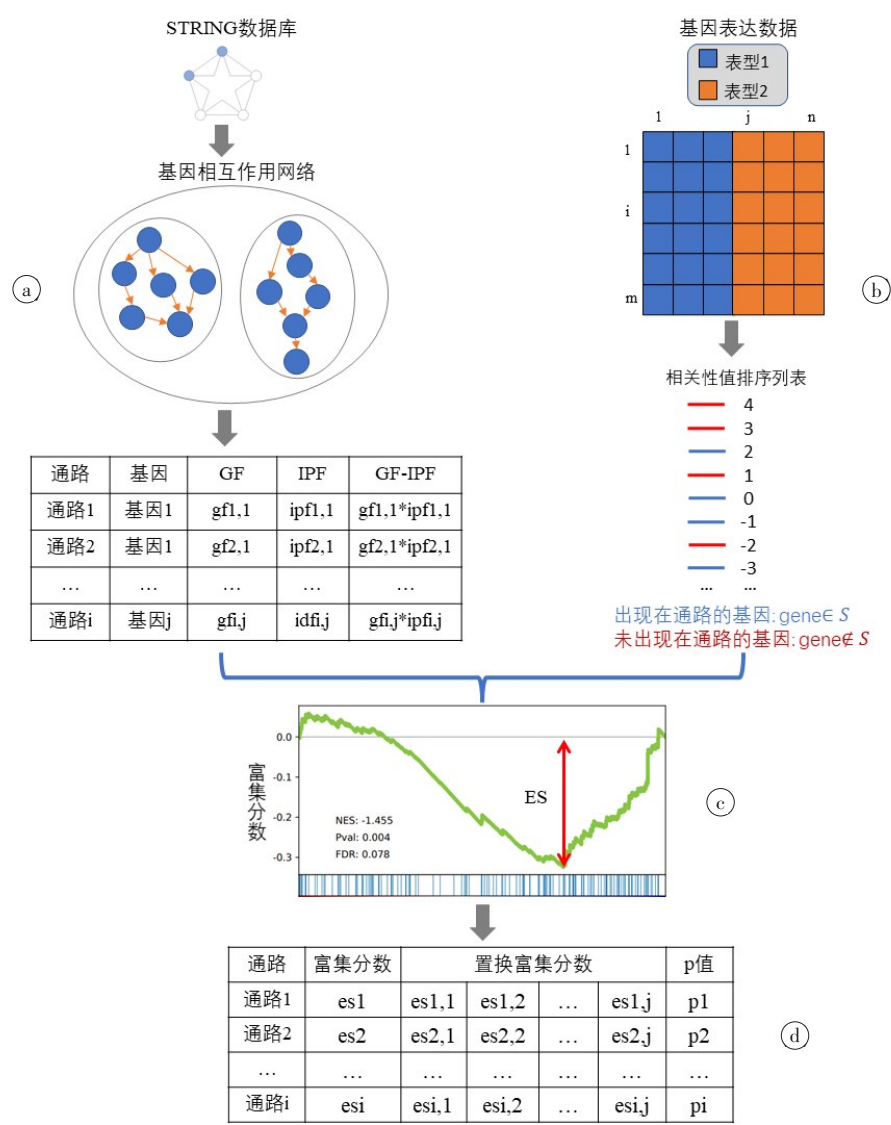 STRING数据库
基因相互作用网络
a
通路 基因 GF IPF GF-IPF
通路1 基因1 gf1,1 ipf1,1 gf1,1*ipf1,1
通路2 基因1 gf2,1 ipf2,1 gf2,1*ipf2,1
… … … … …
通路i 基因j gfi,j idfi,j gfi,j*ipfi,j
基因表达数据
表型1
表型2
1 j n
1
i
m
b
相关性值排序列表
4
3
2
1
0
-1
-2
-3
... ...
出现在通路的基因:gene∈ S
未出现在通路的基因:gene∉ S
富集分数
0.0
-0.1
-0.2
-0.3
NES: -1.455
Pval: 0.004
FDR: 0.078
ES
c
通路 富集分数 置换富集分数 p值
通路1 es1 es1,1 es1,2 … es1,j p1
通路2 es2 es2,1 es2,2 … es2,j p2
… … … … … … …
通路i esi esi,1 esi,2 … esi,j pi
d